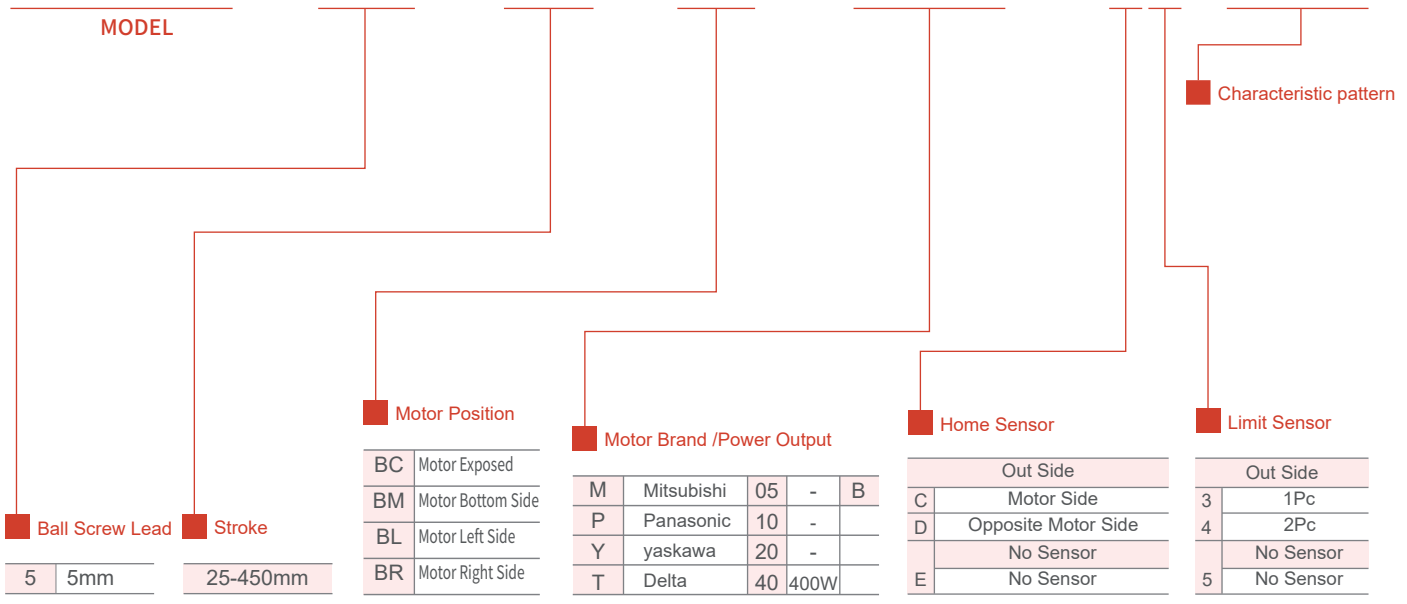 MODEL
Characteristic pattern
Motor Position
BC Motor Exposed
BM Motor Bottom Side
BL Motor Left Side
BR Motor Right Side
Motor Brand /Power Output
M Mitsubishi 05 - B
P Panasonic 10 -
Y yaskawa 20 -
T Delta 40 400W
Home Sensor
Out Side
C Motor Side
D Opposite Motor Side
No Sensor
E No Sensor
Limit Sensor
Out Side
3 1Pc
4 2Pc
No Sensor
5 No Sensor
Ball Screw Lead
5 5mm
Stroke
25-450mm